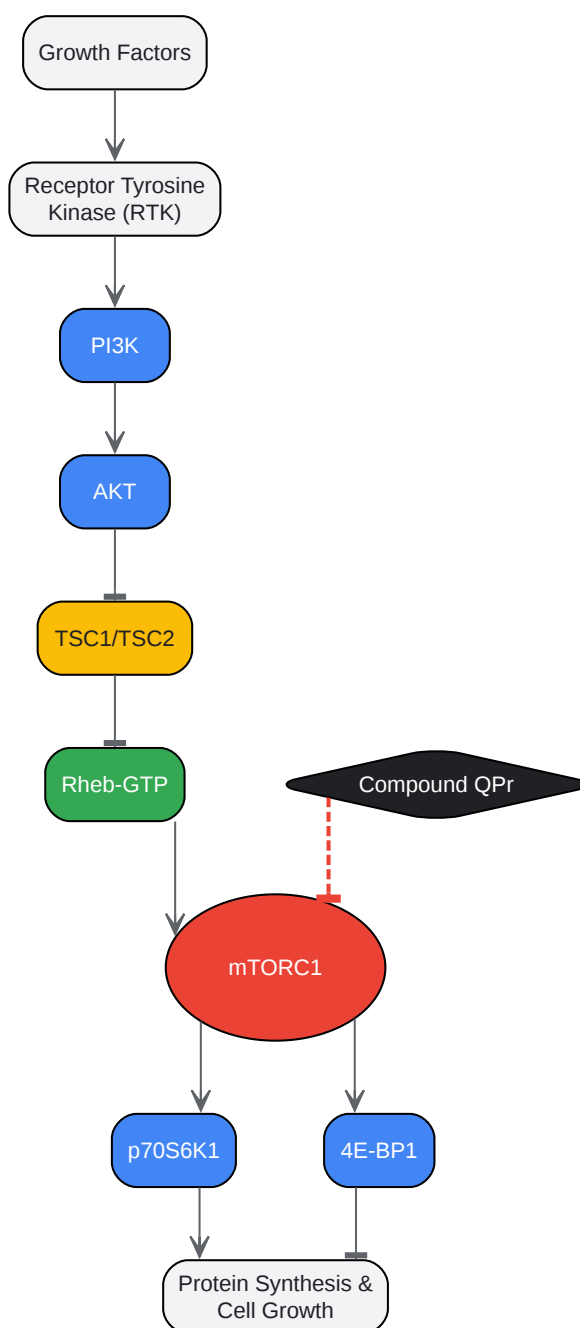 Growth Factors
Receptor Tyrosine
Kinase (RTK)
PI3K
AKT
TSC1/TSC2
Rheb-GTP
Compound QPr
mTORC1
p70S6K1
4E-BP1
Protein Synthesis &
Cell Growth